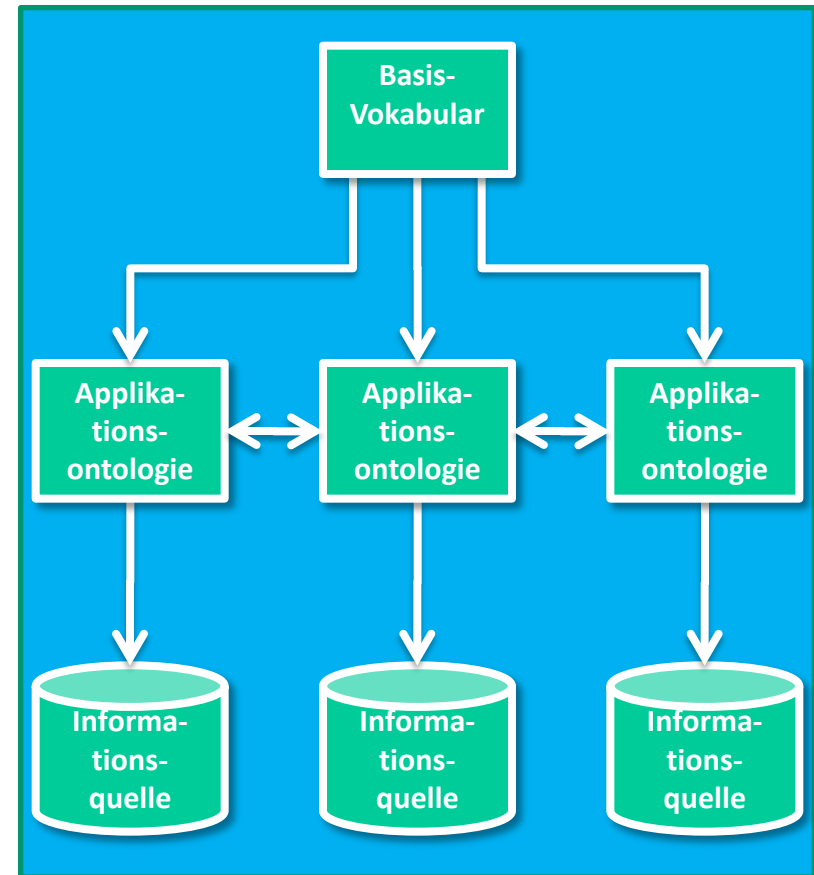 Basis-
Vokabular
Applika-
tions-
ontologie
Applika-
tions-
ontologie
Applika-
tions-
ontologie
Informa-
tions-
quelle
Informa-
tions-
quelle
Informa-
tions-
quelle